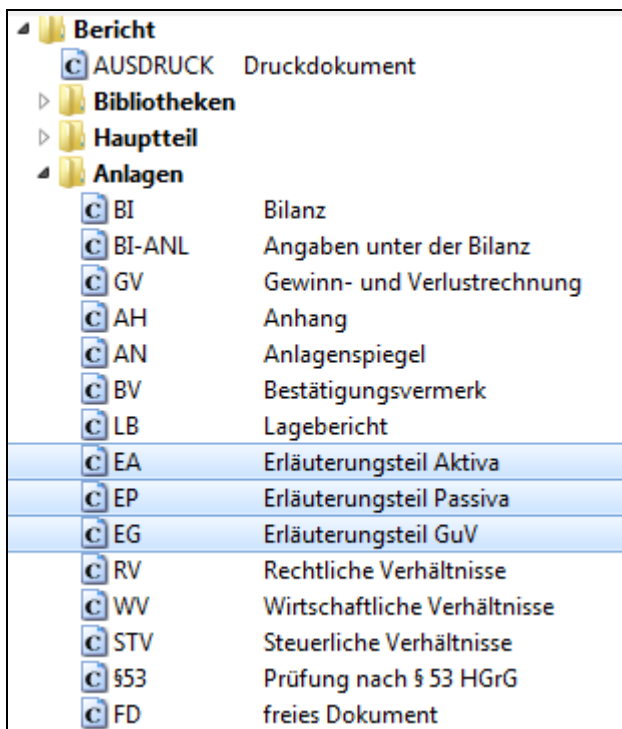 Bericht
AUSDRUCK Druckdokument
Bibliotheken
Hauptteil
Anlagen
BI Bilanz
BI-ANL Angaben unter der Bilanz
GV Gewinn- und Verlustrechnung
AH Anhang
AN Anlagenspiegel
BV Bestätigungsvermerk
LB Lagebericht
EA Erläuterungsteil Aktiva
EP Erläuterungsteil Passiva
EG Erläuterungsteil GuV
RV Rechtliche Verhältnisse
WV Wirtschaftliche Verhältnisse
STV Steuerliche Verhältnisse
§53 Prüfung nach § 53 HGrG
FD freies Dokument